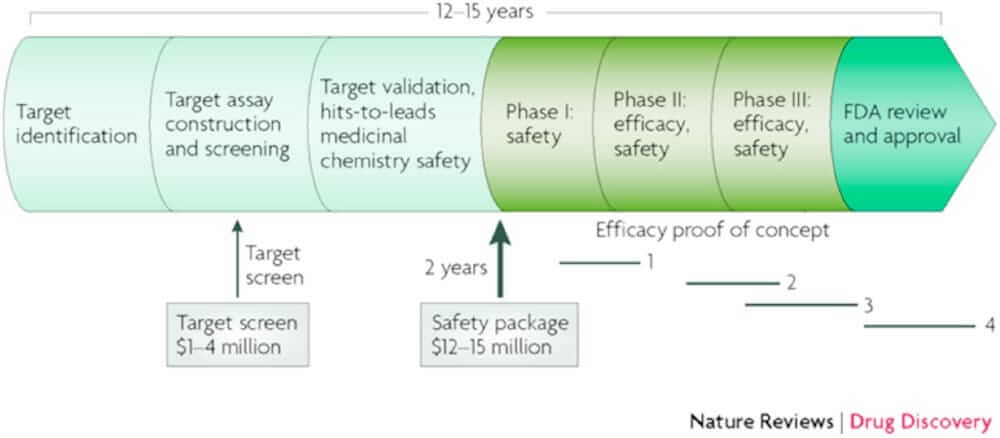 12–15 years
Target
identification
Target assay
construction
and screening
Target validation,
hits-to-leads
medicinal
chemistry safety
Phase I:
safety
Phase II:
efficacy,
safety
Phase III:
efficacy,
safety
FDA review
and approval
Target
screen
Target screen
$1–4 million
2 years
Safety package
$12–15 million
Efficacy proof of concept
1
2
3
4
Nature Reviews | Drug Discovery